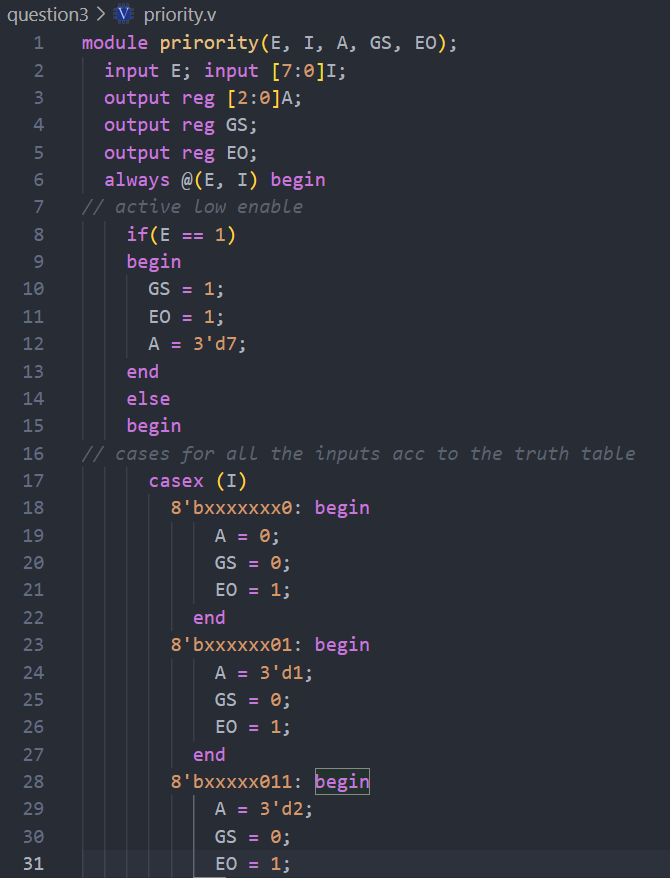 question3 > priority.v
1 module prirority(E, I, A, GS, EO);
2 input E; input [7:0]I;
3 output reg [2:0]A;
4 output reg GS;
5 output reg EO;
6 always @(E, I) begin
7 // active low enable
8 if(E == 1)
9 begin
10 GS = 1;
11 EO = 1;
12 A = 3'd7;
13 end
14 else
15 begin
16 // cases for all the inputs acc to the truth table
17 casex (I)
18 8'bxxxxxxx0: begin
19 A = 0;
20 GS = 0;
21 EO = 1;
22 end
23 8'bxxxxxx01: begin
24 A = 3'd1;
25 GS = 0;
26 EO = 1;
27 end
28 8'bxxxxx011: begin
29 A = 3'd2;
30 GS = 0;
31 EO = 1;